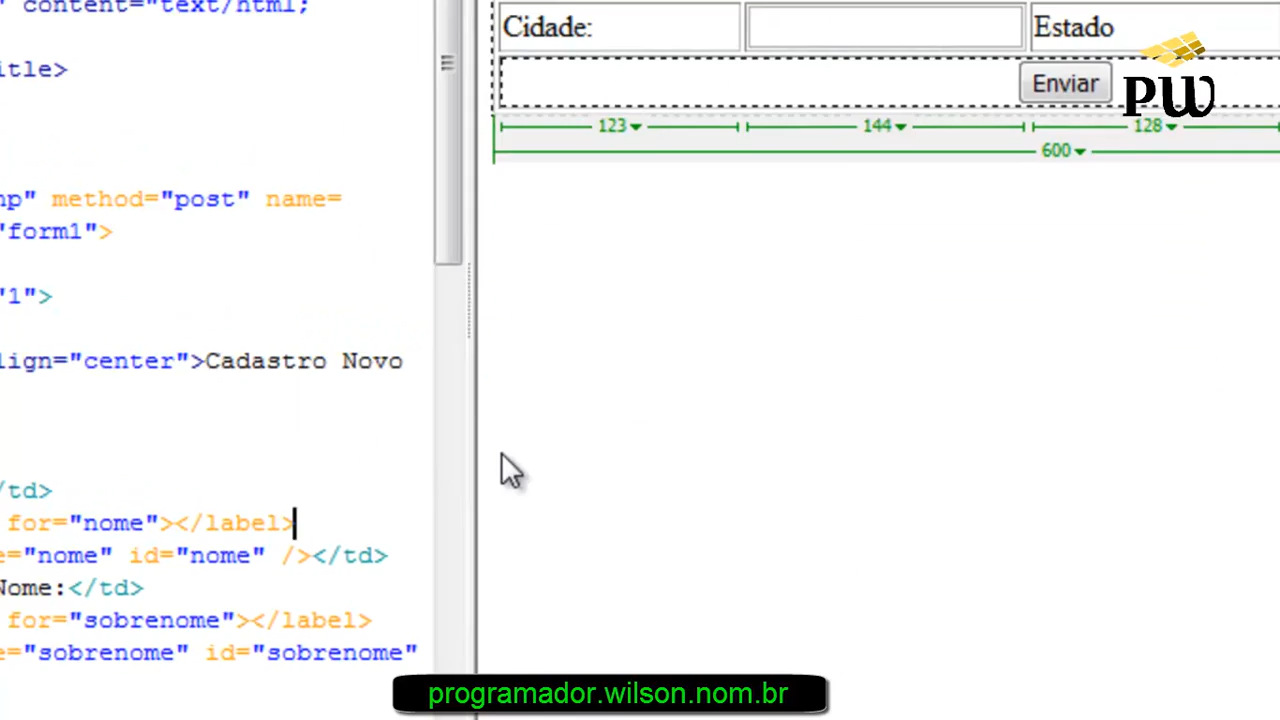 " content="text/html;
itle>
hp" method="post" name=
"form1">
"1">
lign="center">Cadastro Novo
/td>
for="nome"></label>
e="nome" id="nome" /></td>
Nome:</td>
for="sobrenome"></label>
e="sobrenome" id="sobrenome"
Cidade:
Estado
Enviar
PW
123
144
128
600
programador.wilson.nom.br